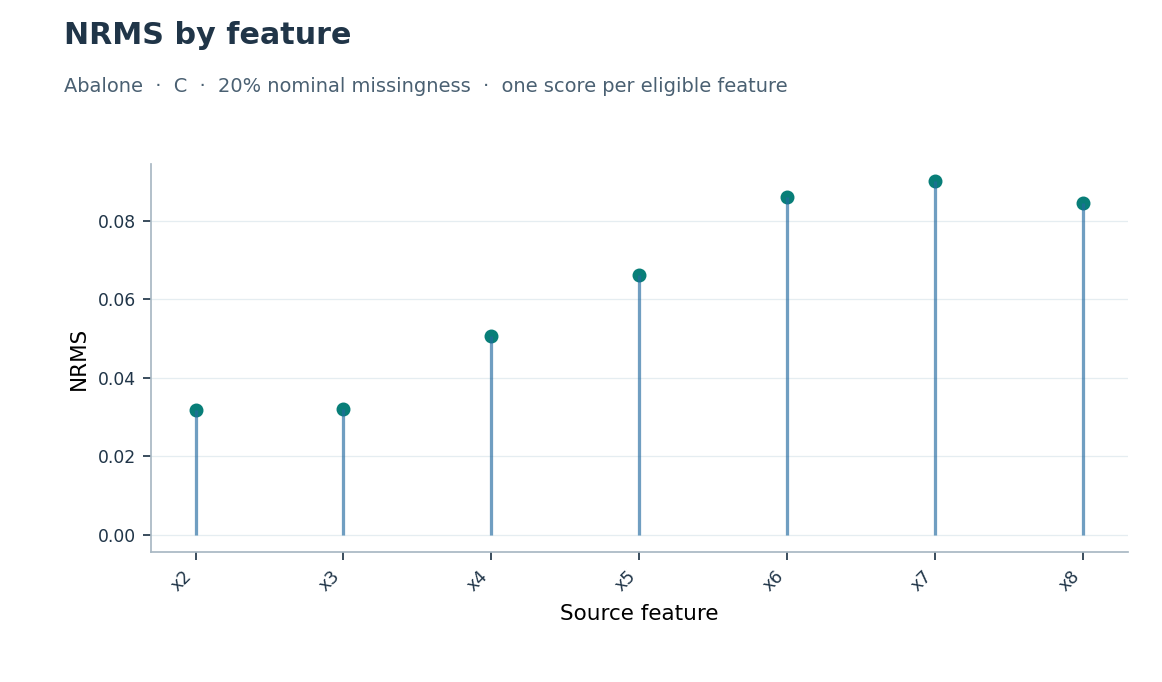 NRMS by feature
Abalone · C · 20% nominal missingness · one score per eligible feature
NRMS
0.08
0.06
0.04
0.02
0.00
x2 x3 x4 x5 x6 x7 x8
Source feature